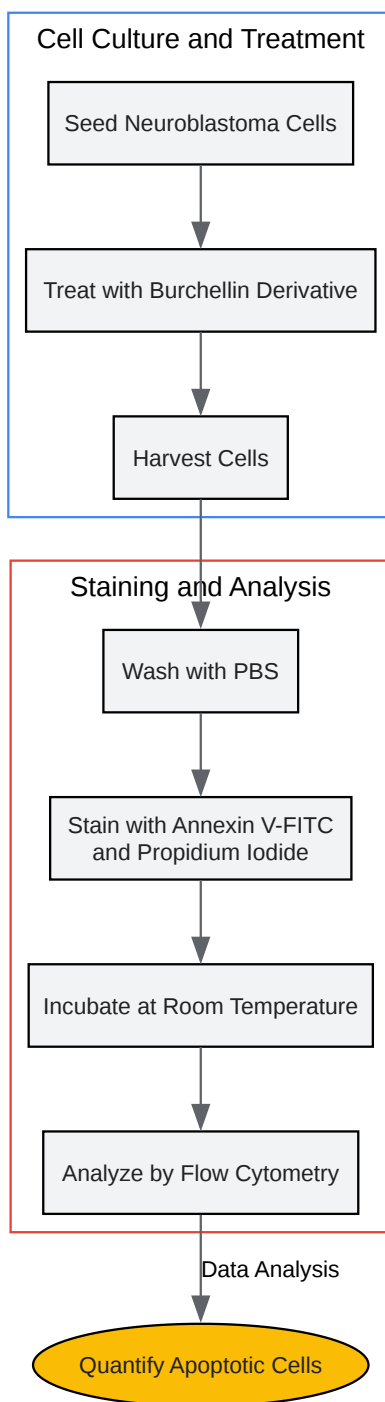 Cell Culture and Treatment
Seed Neuroblastoma Cells
Treat with Burchellin Derivative
Harvest Cells
Staining and Analysis
Wash with PBS
Stain with Annexin V-FITC
and Propidium Iodide
Incubate at Room Temperature
Analyze by Flow Cytometry
Data Analysis
Quantify Apoptotic Cells